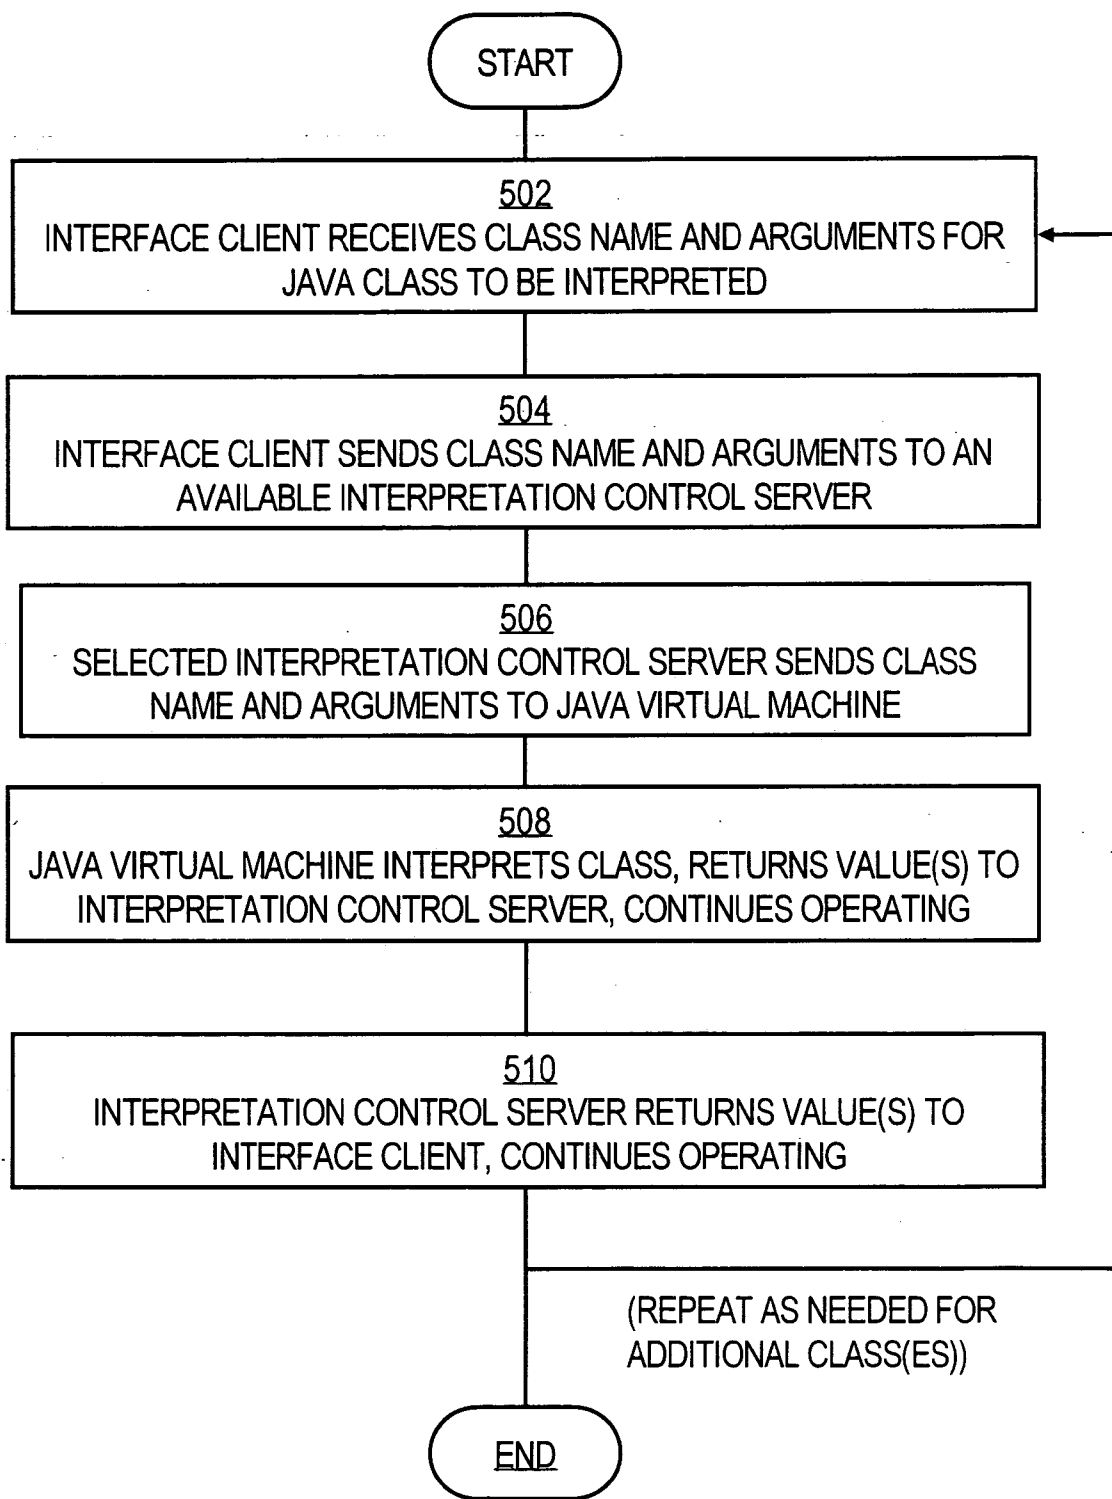 START
502
INTERFACE CLIENT RECEIVES CLASS NAME AND ARGUMENTS FOR
JAVA CLASS TO BE INTERPRETED
504
INTERFACE CLIENT SENDS CLASS NAME AND ARGUMENTS TO AN
AVAILABLE INTERPRETATION CONTROL SERVER
506
SELECTED INTERPRETATION CONTROL SERVER SENDS CLASS
NAME AND ARGUMENTS TO JAVA VIRTUAL MACHINE
508
JAVA VIRTUAL MACHINE INTERPRETS CLASS, RETURNS VALUE(S) TO
INTERPRETATION CONTROL SERVER, CONTINUES OPERATING
510
INTERPRETATION CONTROL SERVER RETURNS VALUE(S) TO
INTERFACE CLIENT, CONTINUES OPERATING
(REPEAT AS NEEDED FOR
ADDITIONAL CLASS(ES))
END